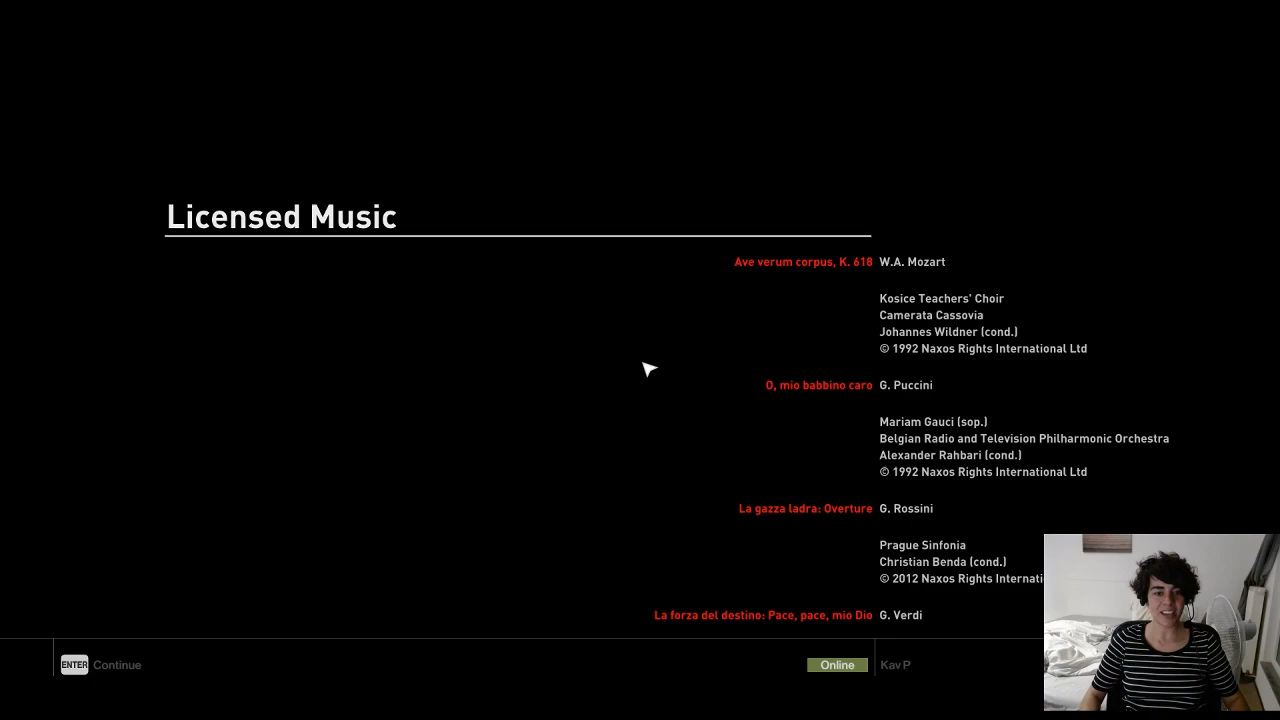 Licensed Music
Ave verum corpus, K. 618 W.A. Mozart
Kosice Teachers' Choir
Camerata Cassovia
Johannes Wildner (cond.)
© 1992 Naxos Rights International Ltd
O, mio babbino caro G. Puccini
Mariam Gauci (sop.)
Belgian Radio and Television Philharmonic Orchestra
Alexander Rahbari (cond.)
© 1992 Naxos Rights International Ltd
La gazza ladra: Overture G. Rossini
Prague Sinfonia
Christian Benda (cond.)
© 2012 Naxos Rights Internati
La forza del destino: Pace, pace, mio Dio G. Verdi
ENTER Continue Online Kav P